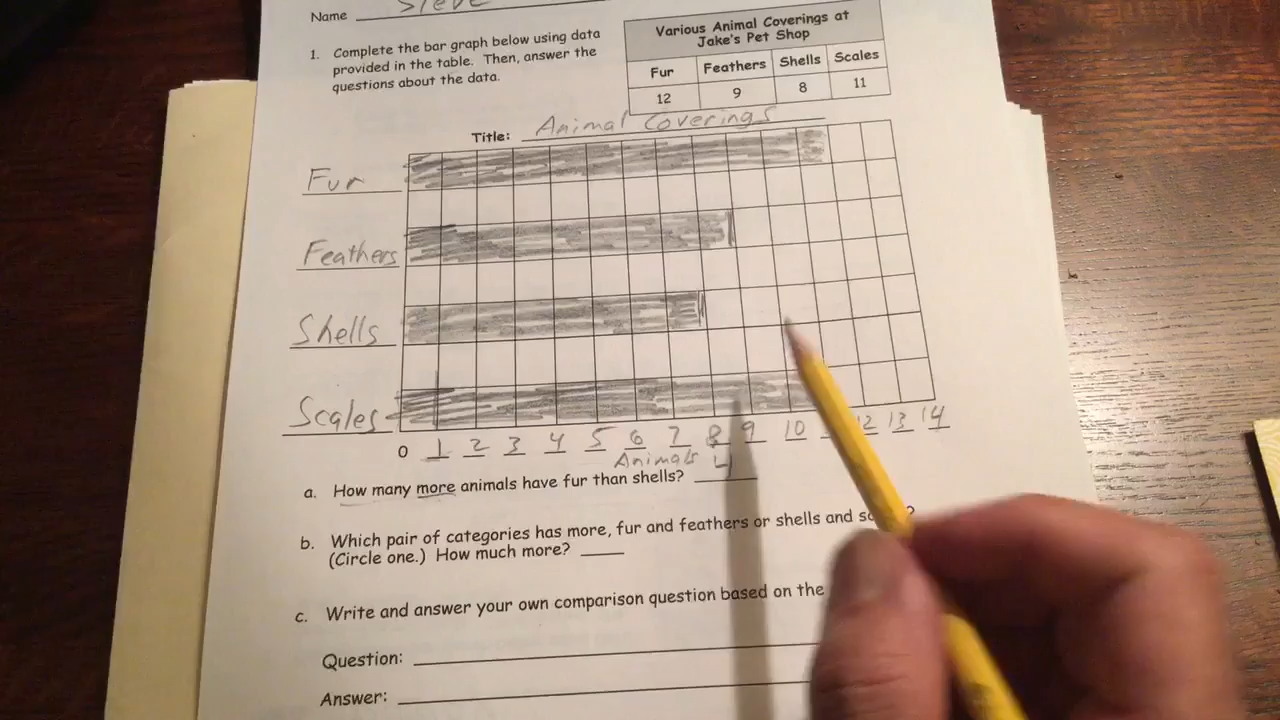 Name Steve
1. Complete the bar graph below using data
provided in the table. Then, answer the
questions about the data.
Various Animal Coverings at
Jake's Pet Shop
Fur Feathers Shells Scales
12 9 8 11
Title: Animal Coverings
Fur
Feathers
Shells
Scales
0 1 2 3 4 5 6 7 8 9 10 12 13 14
Animals
a. How many more animals have fur than shells? 4
b. Which pair of categories has more, fur and feathers or shells and
(Circle one.) How much more?
c. Write and answer your own comparison question based on the
Question:
Answer: